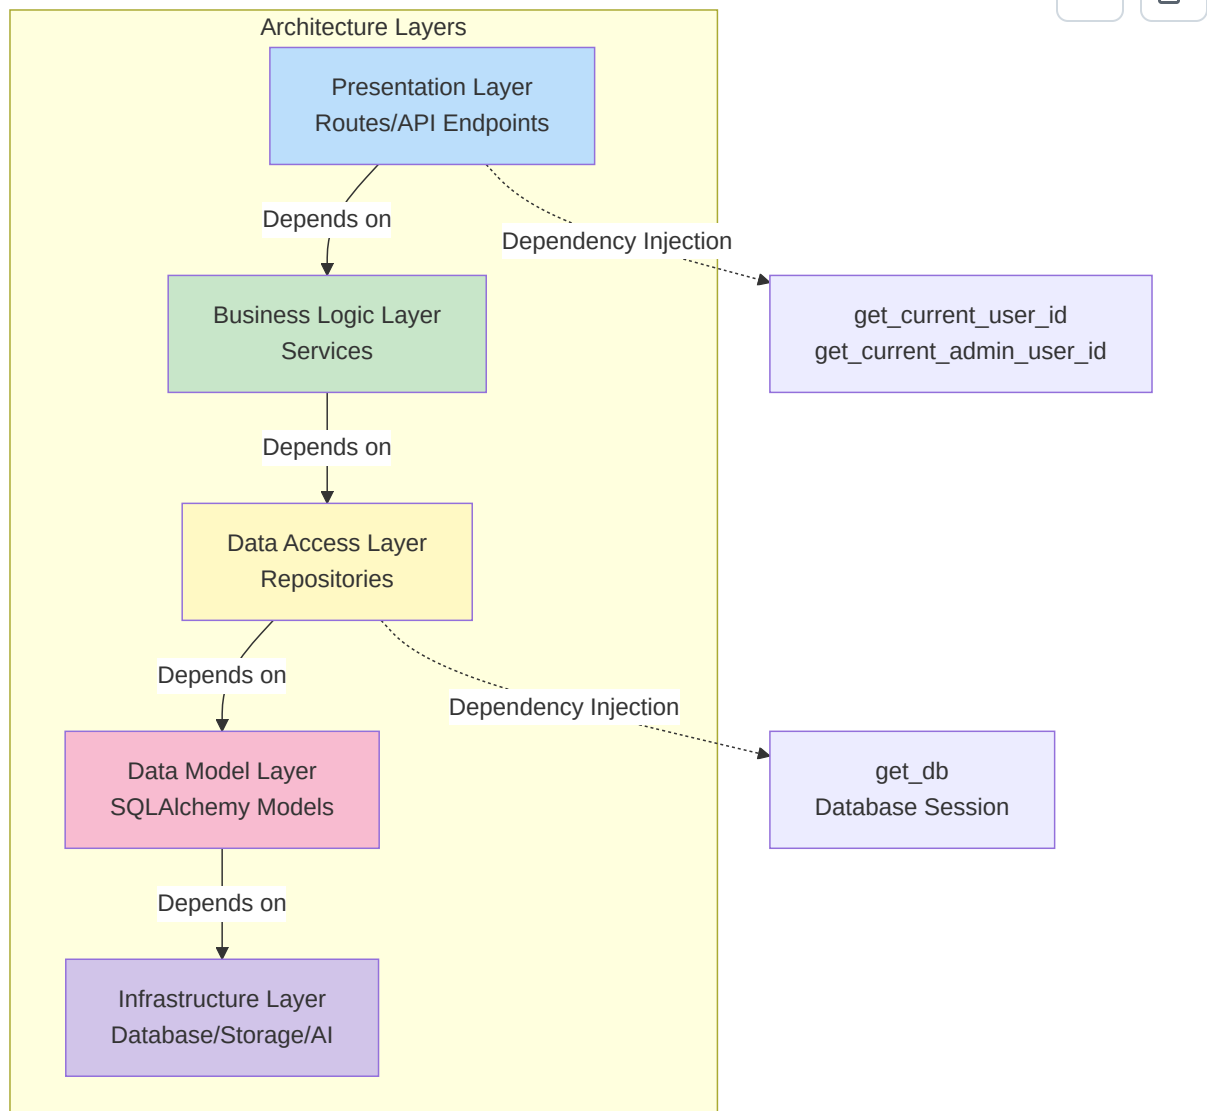 Architecture Layers
Presentation Layer
Routes/API Endpoints
Depends on
Dependency Injection
Business Logic Layer
Services
get_current_user_id
get_current_admin_user_id
Depends on
Data Access Layer
Repositories
Depends on
Dependency Injection
Data Model Layer
SQLAlchemy Models
get_db
Database Session
Depends on
Infrastructure Layer
Database/Storage/AI